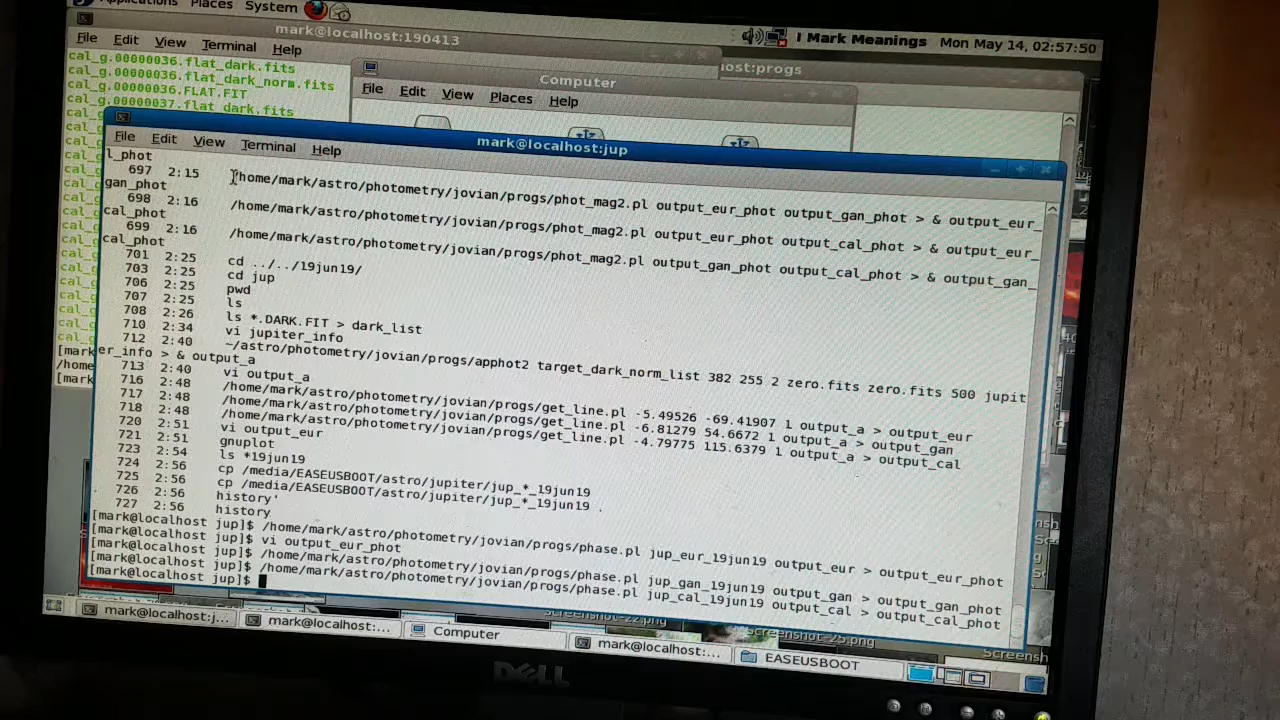 Applications Places System
I Mark Meanings Mon May 14, 02:57:50
mark@localhost:190413
File Edit View Terminal Help
cal_g.00000036.flat_dark.fits
cal_g.00000036.flat_dark_norm.fits
cal_g.00000036.FLAT.FIT
cal_g.00000037.flat_dark.fits
ost:progs
Computer
File Edit View Places Help
mark@localhost:jup
File Edit View Terminal Help
l_phot
697 2:15 /home/mark/astro/photometry/jovian/progs/phot_mag2.pl output_eur_phot output_gan_phot > & output_eur_
gan_phot
698 2:16 /home/mark/astro/photometry/jovian/progs/phot_mag2.pl output_eur_phot output_cal_phot > & output_eur_
cal_phot
699 2:16 /home/mark/astro/photometry/jovian/progs/phot_mag2.pl output_gan_phot output_cal_phot > & output_gan_
cal_phot
701 2:25 cd ../../19jun19/
703 2:25 cd jup
706 2:25 pwd
707 2:25 ls
708 2:26 ls *.DARK.FIT > dark_list
710 2:34 vi jupiter_info
712 2:40 ~/astro/photometry/jovian/progs/apphot2 target_dark_norm_list 382 255 2 zero.fits zero.fits 500 jupit
er_info > & output_a
713 2:40 vi output_a
716 2:48 /home/mark/astro/photometry/jovian/progs/get_line.pl -5.49526 -69.41907 1 output_a > output_eur
717 2:48 /home/mark/astro/photometry/jovian/progs/get_line.pl -6.81279 54.6672 1 output_a > output_gan
718 2:48 /home/mark/astro/photometry/jovian/progs/get_line.pl -4.79775 115.6379 1 output_a > output_cal
720 2:51 vi output_eur
721 2:51 gnuplot
723 2:54 ls *19jun19
724 2:56 cp /media/EASEUSBOOT/astro/jupiter/jup_*_19jun19
725 2:56 cp /media/EASEUSBOOT/astro/jupiter/jup_*_19jun19 .
726 2:56 history'
727 2:56 history
[mark@localhost jup]$ /home/mark/astro/photometry/jovian/progs/phase.pl jup_eur_19jun19 output_eur > output_eur_phot
[mark@localhost jup]$ vi output_eur_phot
[mark@localhost jup]$ /home/mark/astro/photometry/jovian/progs/phase.pl jup_gan_19jun19 output_gan > output_gan_phot
[mark@localhost jup]$ /home/mark/astro/photometry/jovian/progs/phase.pl jup_cal_19jun19 output_cal > output_cal_phot
[mark@localhost jup]$
[mark
/home
[mark
Screenshot-22.png
Screenshot-25.png
Screensh
mark@localhost:j...
mark@localhost:...
Computer
mark@localhost:...
EASEUSBOOT
DELL